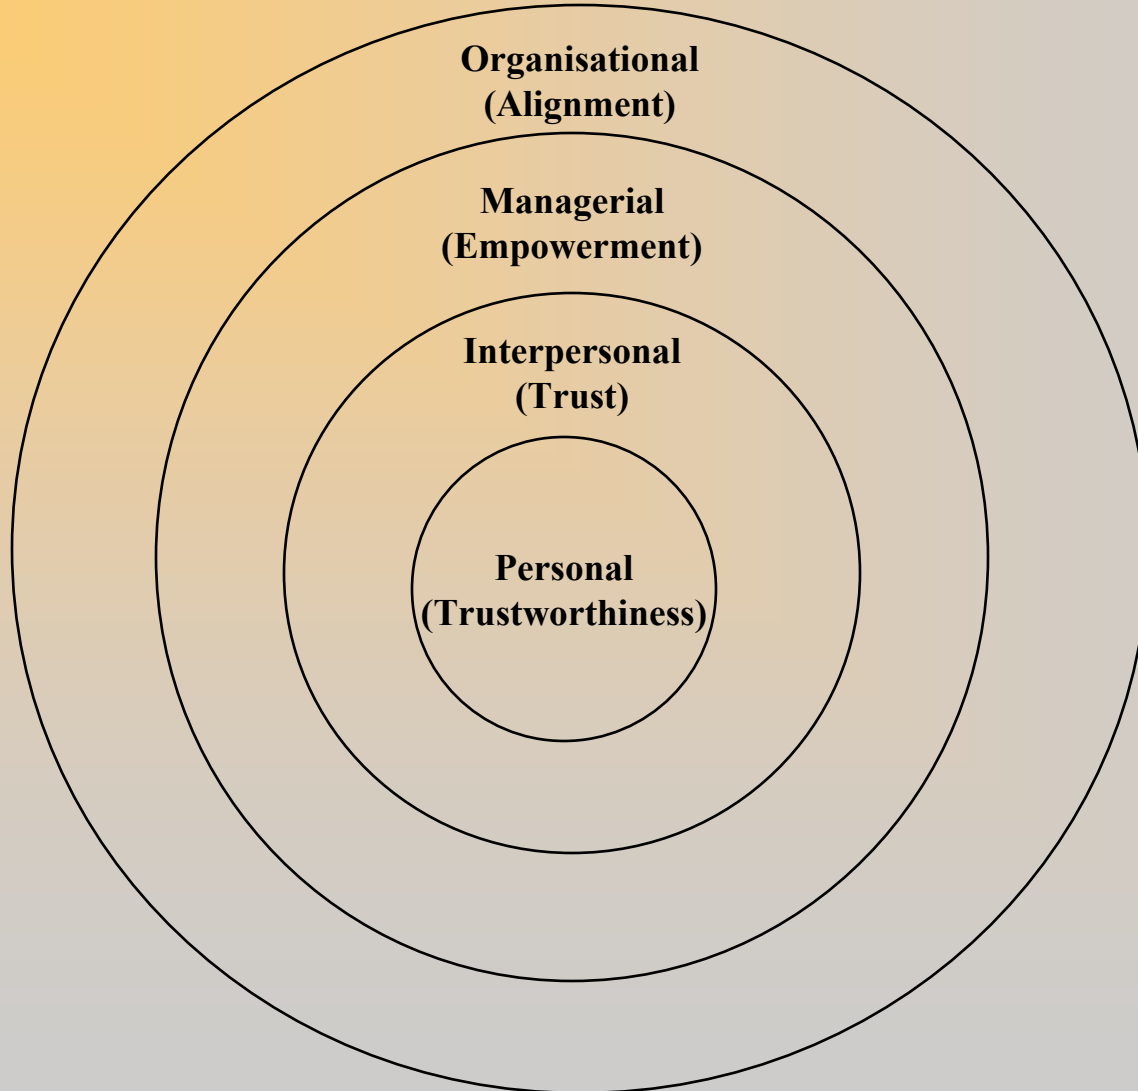 Organisational
(Alignment)
Managerial
(Empowerment)
Interpersonal
(Trust)
Personal
(Trustworthiness)